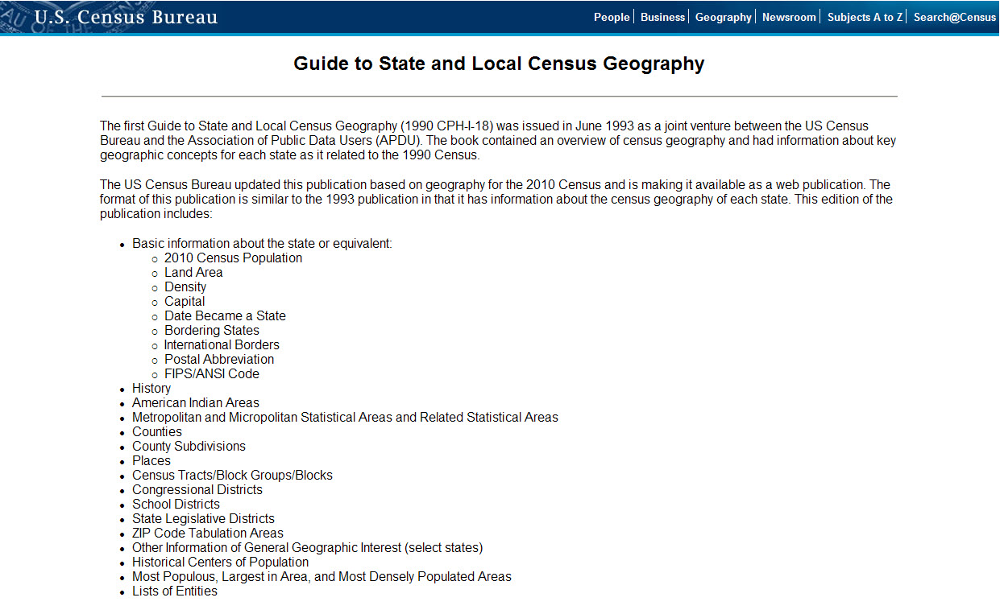 U.S. Census Bureau
People Business Geography Newsroom Subjects A to Z Search@Census
Guide to State and Local Census Geography
The first Guide to State and Local Census Geography (1990 CPH-I-18) was issued in June 1993 as a joint venture between the US Census
Bureau and the Association of Public Data Users (APDU). The book contained an overview of census geography and had information about key
geographic concepts for each state as it related to the 1990 Census.
The US Census Bureau updated this publication based on geography for the 2010 Census and is making it available as a web publication. The
format of this publication is similar to the 1993 publication in that it has information about the census geography of each state. This edition of the
publication includes:
Basic information about the state or equivalent:
2010 Census Population
Land Area
Density
Capital
Date Became a State
Bordering States
International Borders
Postal Abbreviation
FIPS/ANSI Code
History
American Indian Areas
Metropolitan and Micropolitan Statistical Areas and Related Statistical Areas
Counties
County Subdivisions
Places
Census Tracts/Block Groups/Blocks
Congressional Districts
School Districts
State Legislative Districts
ZIP Code Tabulation Areas
Other Information of General Geographic Interest (select states)
Historical Centers of Population
Most Populous, Largest in Area, and Most Densely Populated Areas
Lists of Entities